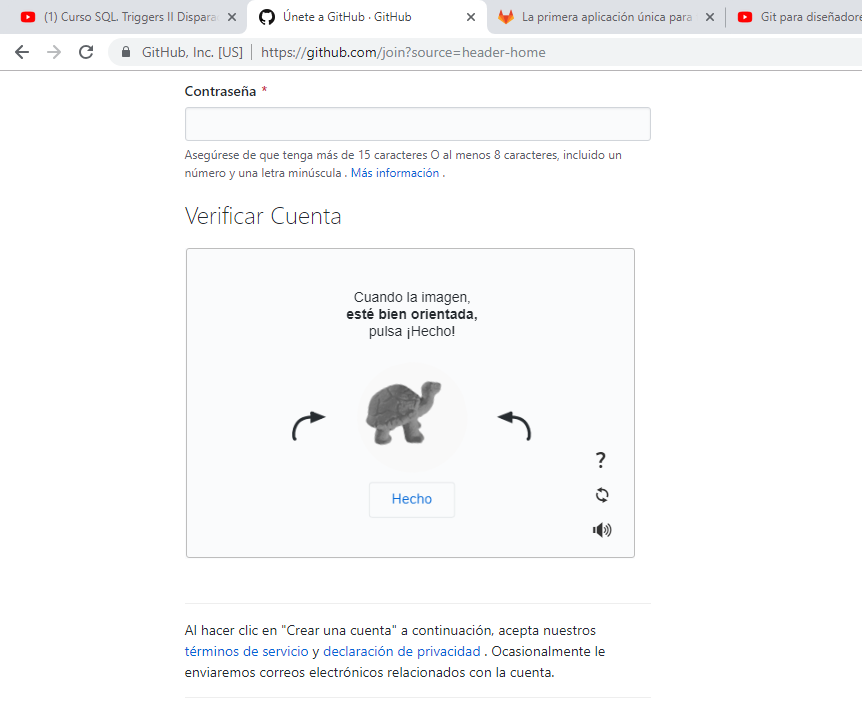 (1) Curso SQL. Triggers II Dispara
Únete a GitHub · GitHub
La primera aplicación única para
Git para diseñadore
GitHub, Inc. [US]
https://github.com/join?source=header-home
Contraseña *
Asegúrese de que tenga más de 15 caracteres O al menos 8 caracteres, incluido un
número y una letra minúscula . Más información .
Verificar Cuenta
Cuando la imagen,
esté bien orientada,
pulsa ¡Hecho!
?
Hecho
Al hacer clic en "Crear una cuenta" a continuación, acepta nuestros
términos de servicio y declaración de privacidad . Ocasionalmente le
enviaremos correos electrónicos relacionados con la cuenta.